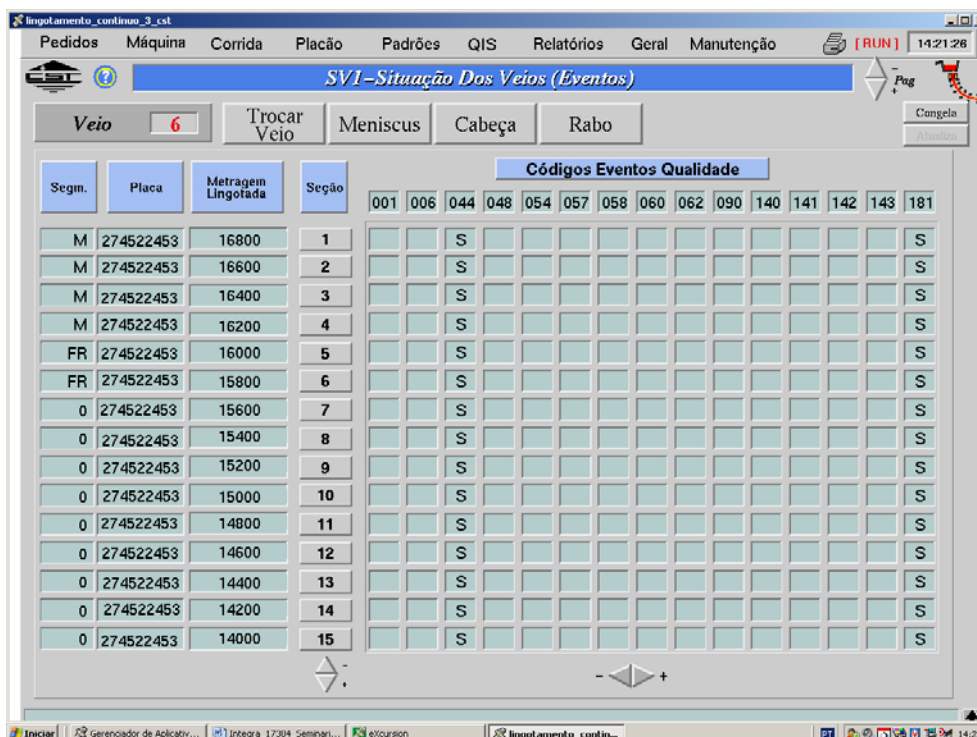 lingotamento_continuo_3_cst
Pedidos Máquina Corrida Placão Padrões QIS Relatórios Geral Manutenção [RUN] 14:21:26
CST ? SV1-Situação Dos Veios (Eventos) - Pag +
Veio 6 Trocar Veio Meniscus Cabeça Rabo Congela
Atualiza
Códigos Eventos Qualidade
Segm. Placa Metragem Lingotada Seção
001 006 044 048 054 057 058 060 062 090 140 141 142 143 181
M 274522453 16800 1 S S
M 274522453 16600 2 S S
M 274522453 16400 3 S S
M 274522453 16200 4 S S
FR 274522453 16000 5 S S
FR 274522453 15800 6 S S
0 274522453 15600 7 S S
0 274522453 15400 8 S S
0 274522453 15200 9 S S
0 274522453 15000 10 S S
0 274522453 14800 11 S S
0 274522453 14600 12 S S
0 274522453 14400 13 S S
0 274522453 14200 14 S S
0 274522453 14000 15 S S
- + - +
Iniciar Gerenciador de Aplicativ... Integra_17304_Seminari... eXcursion lingotamento_contin... PT